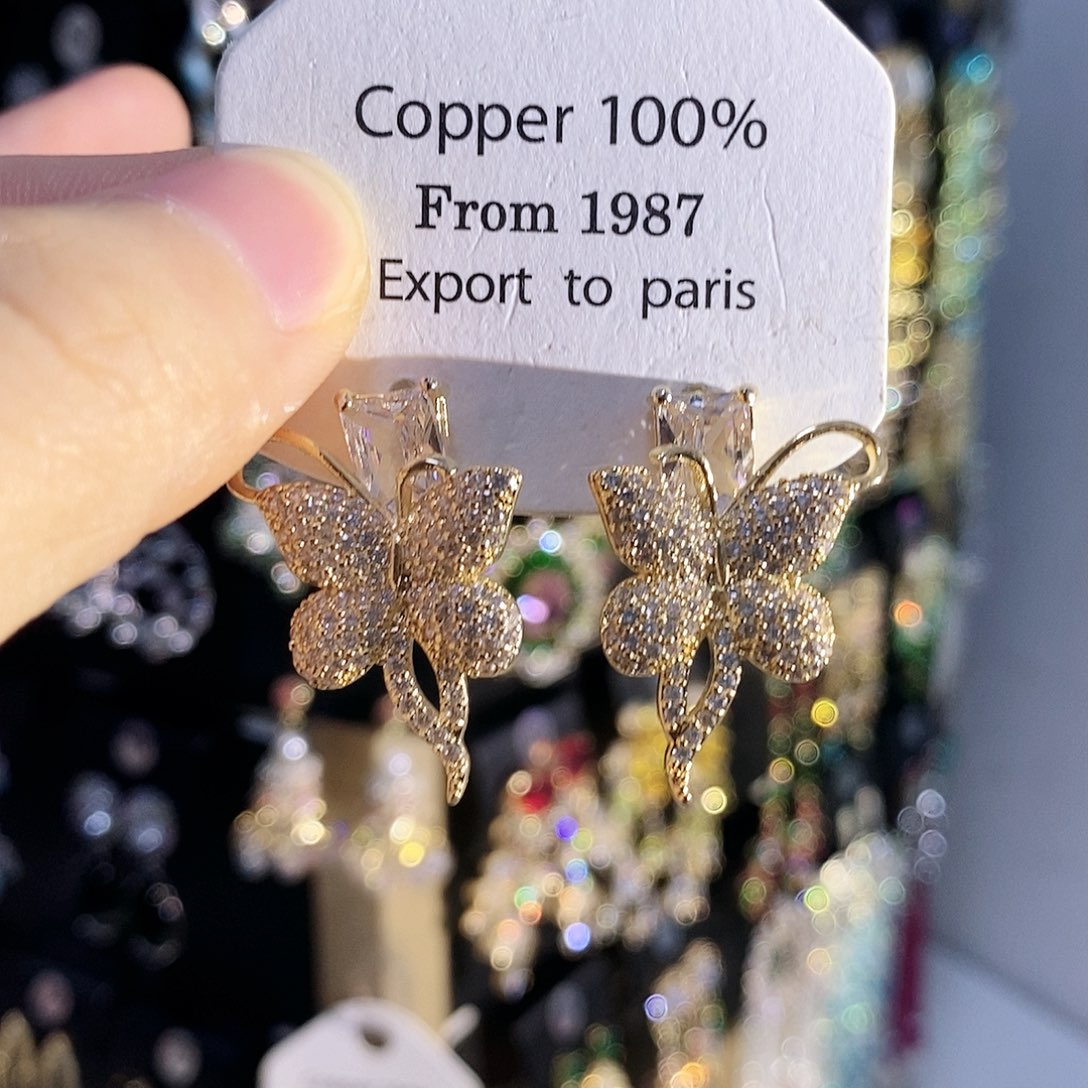 Copper 100%
From 1987
Export to paris